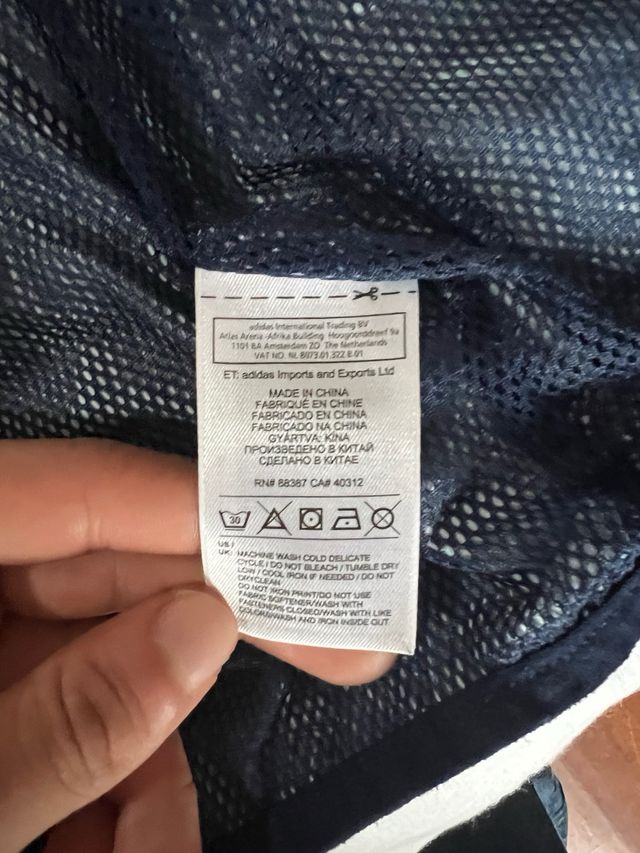 adidas International Trading BV
Atlas Arena -Afrika Building Hoogoorddreef 9a
1101 BA Amsterdam ZO The Netherlands
VAT NO. NL 8073.01.322 B 01
ET: adidas Imports and Exports Ltd
MADE IN CHINA
FABRIQUÉ EN CHINE
FABRICADO EN CHINA
FABRICADO NA CHINA
GYÁRTVA: KÍNA
ПРОИЗВЕДЕНО В КИТАЙ
СДЕЛАНО В КИТАЕ
RN# 88387 CA# 40312
30
US /
UK: MACHINE WASH COLD DELICATE
CYCLE / DO NOT BLEACH / TUMBLE DRY
LOW / COOL IRON IF NEEDED / DO NOT
DRYCLEAN
DO NOT IRON PRINT/DO NOT USE
FABRIC SOFTENER/WASH WITH
FASTENERS CLOSED/WASH WITH LIKE
COLORS/WASH AND IRON INSIDE OUT